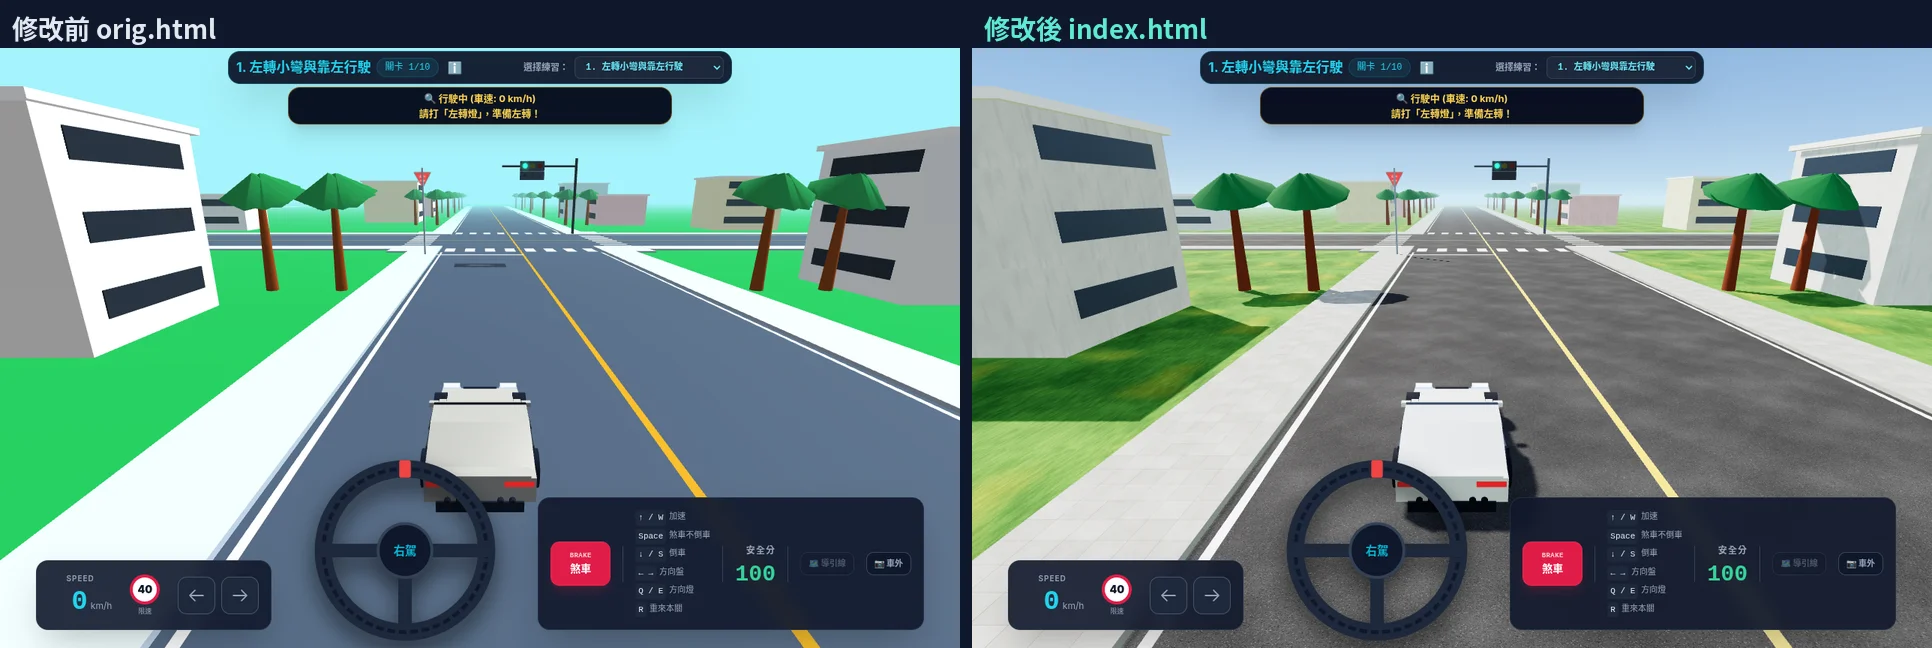 修改前 orig.html
1. 左轉小彎與靠左行駛 關卡 1/10 ℹ️ 選擇練習： 1. 左轉小彎與靠左行駛
🔍 行駛中 (車速: 0 km/h)
請打「左轉燈」，準備左轉！
右駕
SPEED
0 km/h
40
限速
← →
BRAKE
煞車
↑ / W 加速
Space 煞車不倒車
↓ / S 倒車
← → 方向盤
Q / E 方向燈
R 重來本關
安全分
100
導引線
📷 車外
修改後 index.html
1. 左轉小彎與靠左行駛 關卡 1/10 ℹ️ 選擇練習： 1. 左轉小彎與靠左行駛
🔍 行駛中 (車速: 0 km/h)
請打「左轉燈」，準備左轉！
右駕
SPEED
0 km/h
40
限速
← →
BRAKE
煞車
↑ / W 加速
Space 煞車不倒車
↓ / S 倒車
← → 方向盤
Q / E 方向燈
R 重來本關
安全分
100
導引線
📷 車外